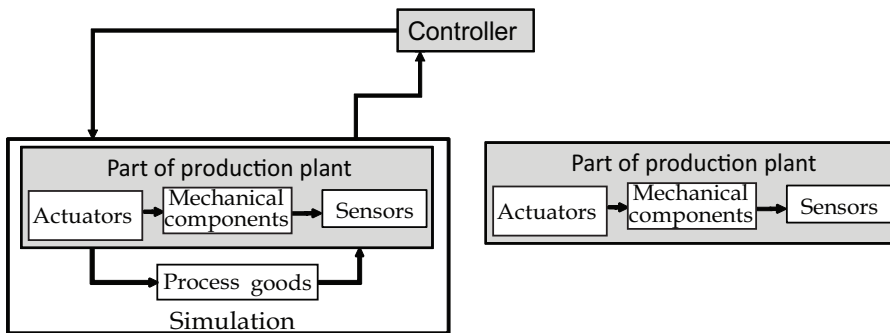 Controller
Part of production plant
Actuators
Mechanical
components
Sensors
Process goods
Simulation
Part of production plant
Actuators
Mechanical
components
Sensors